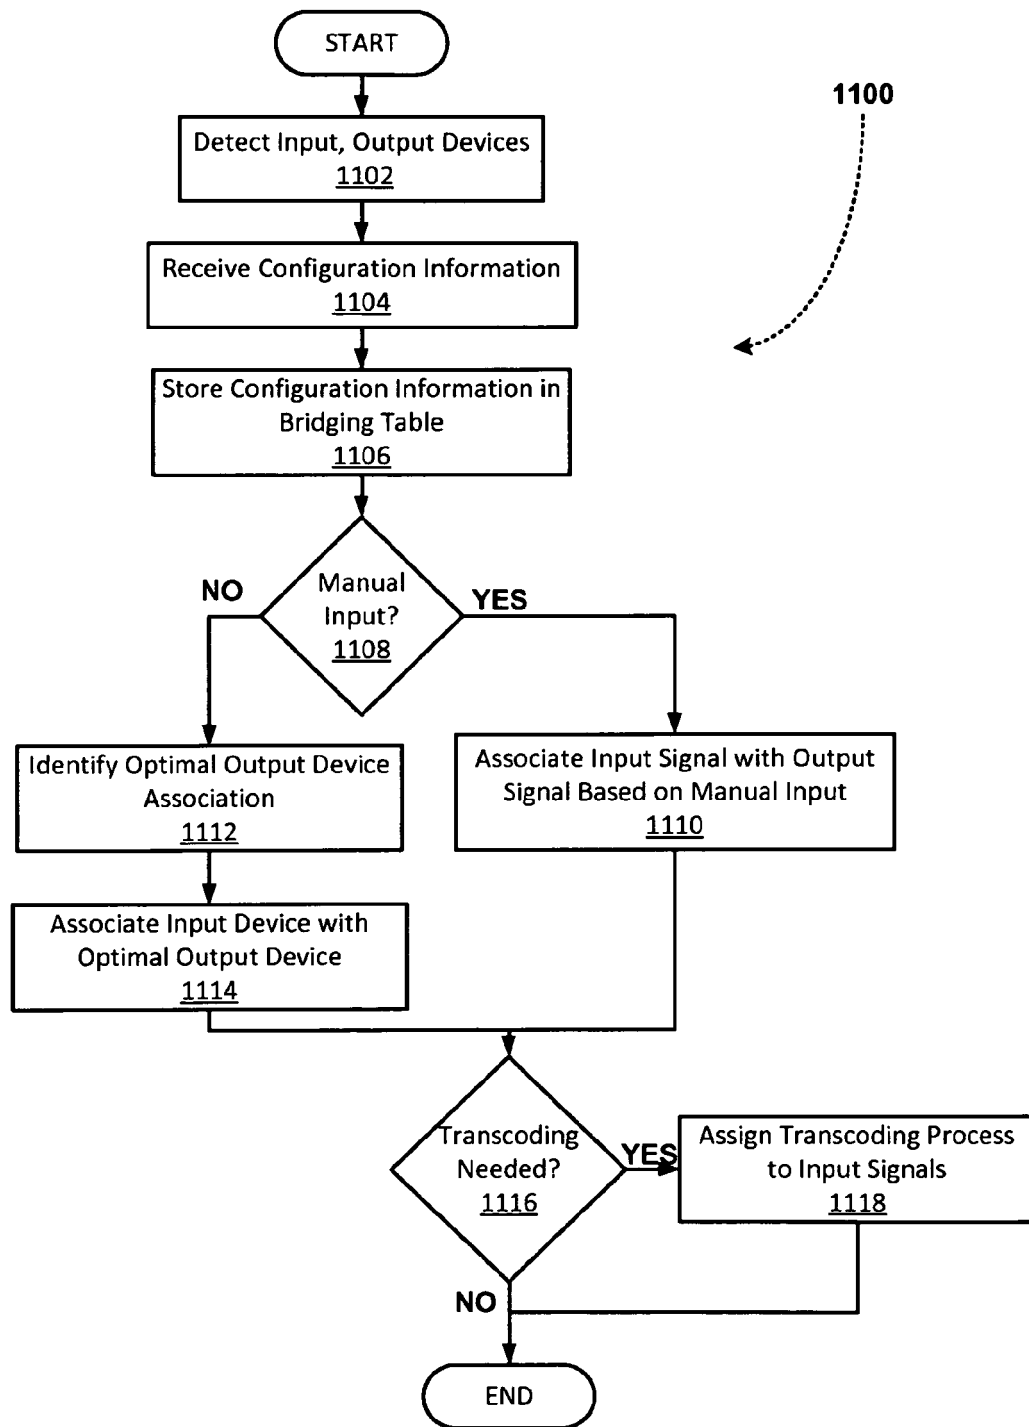 START
1100
Detect Input, Output Devices
1102
Receive Configuration Information
1104
Store Configuration Information in
Bridging Table
1106
Manual
Input?
1108
NO
YES
Identify Optimal Output Device
Association
1112
Associate Input Signal with Output
Signal Based on Manual Input
1110
Associate Input Device with
Optimal Output Device
1114
Transcoding
Needed?
1116
YES
Assign Transcoding Process
to Input Signals
1118
NO
END